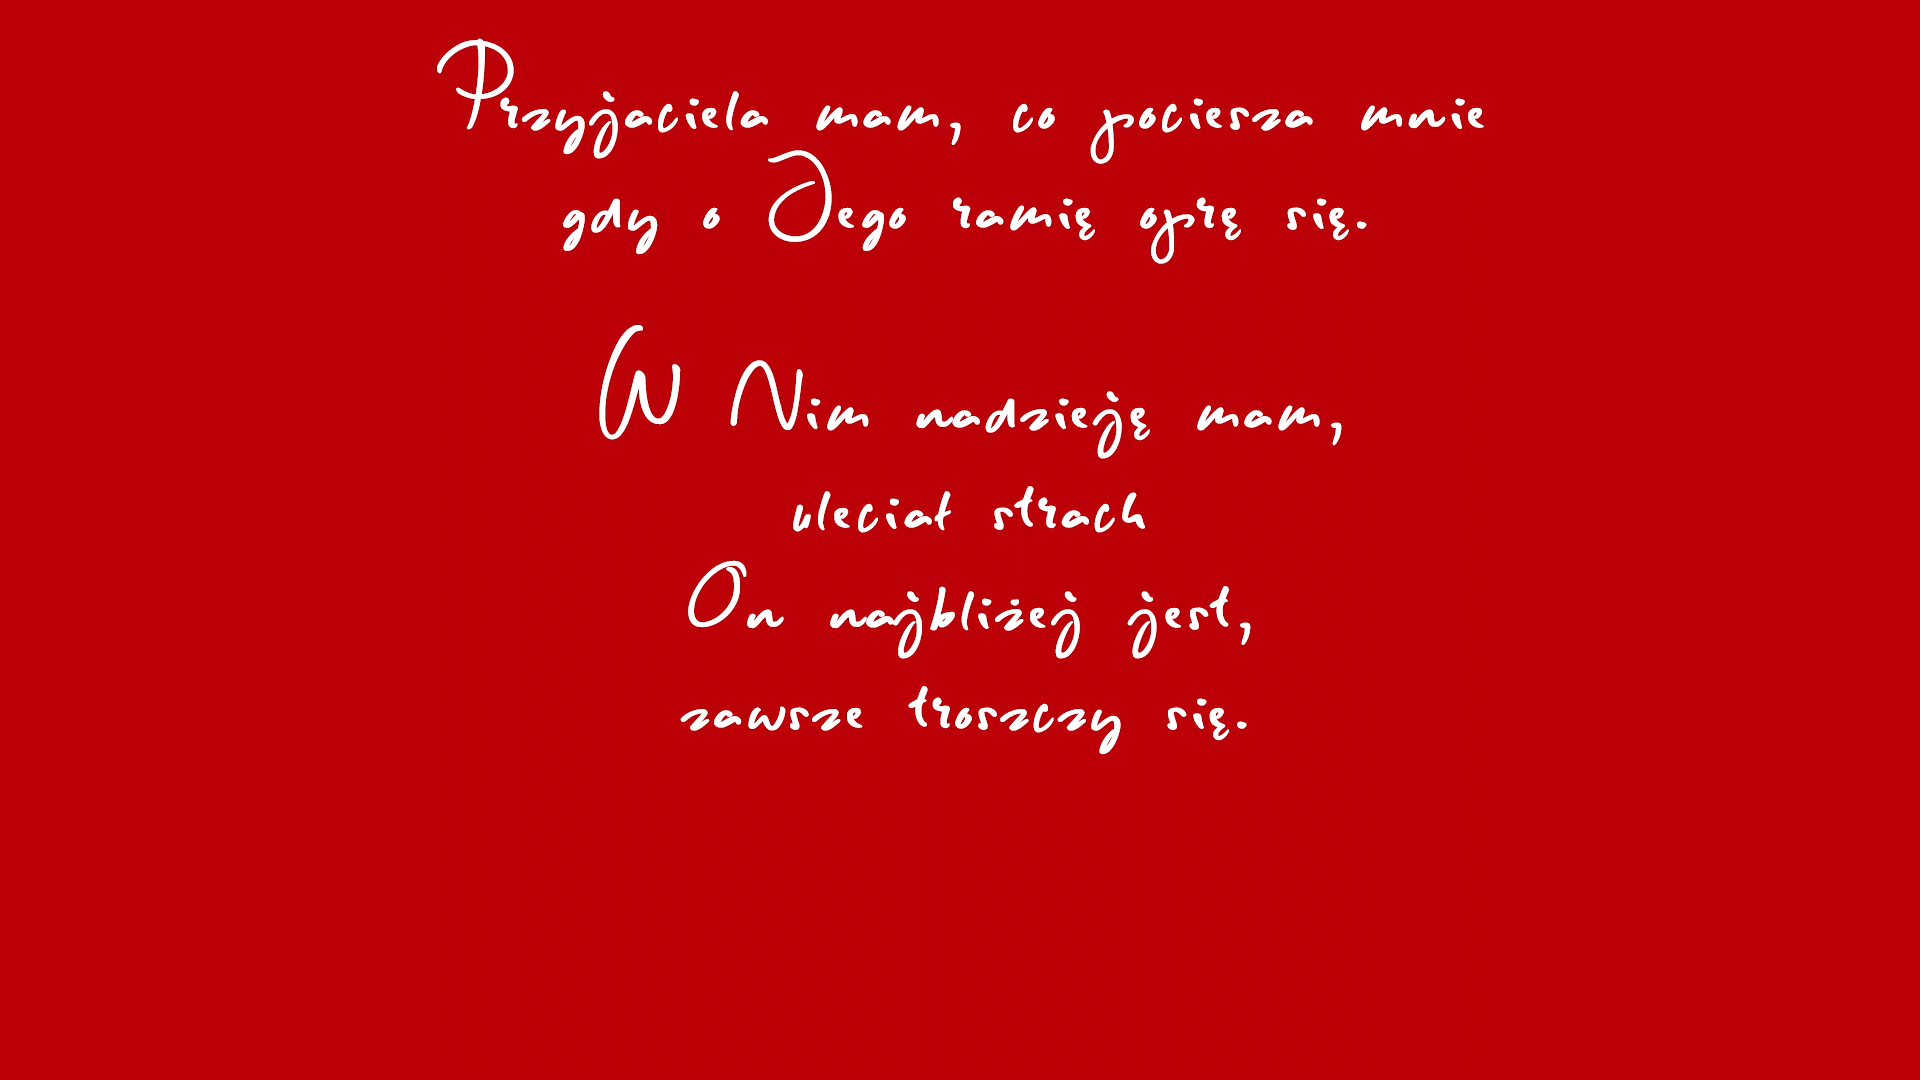 Przyjaciela mam, co pociesza mnie
gdy o Jego ramię oprę się.
W Nim nadzieję mam,
uleciał strach
On najbliżej jest,
zawsze troszczy się.